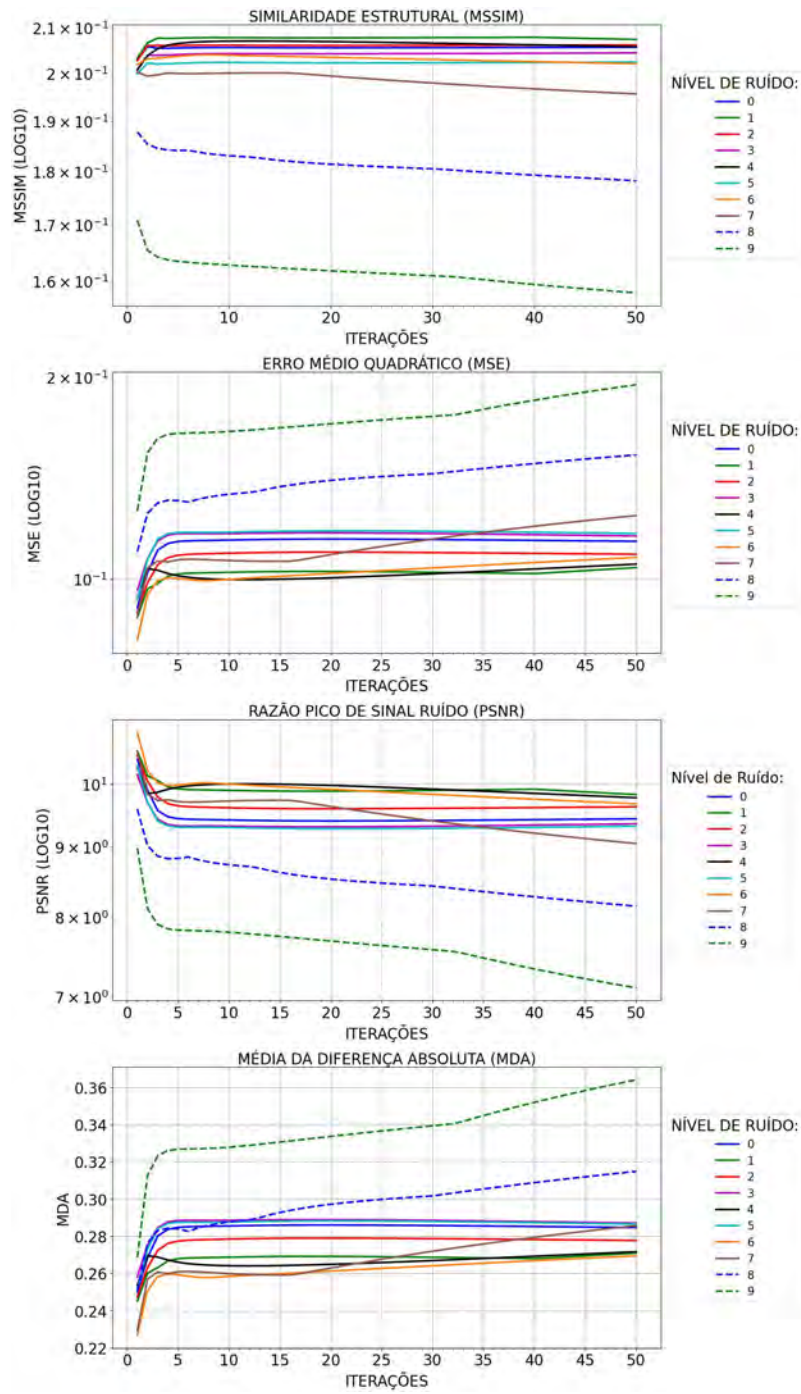 SIMILARIDADE ESTRUTURAL (MSSIM)
MSSIM (LOG10)
2.1 × 10⁻¹
2 × 10⁻¹
1.9 × 10⁻¹
1.8 × 10⁻¹
1.7 × 10⁻¹
1.6 × 10⁻¹
0 5 10 15 20 25 30 35 40 45 50
ITERAÇÕES
NÍVEL DE RUÍDO:
0
1
2
3
4
5
6
7
8
9
ERRO MÉDIO QUADRÁTICO (MSE)
MSE (LOG10)
2 × 10⁻¹
10⁻¹
0 5 10 15 20 25 30 35 40 45 50
ITERAÇÕES
NÍVEL DE RUÍDO:
0
1
2
3
4
5
6
7
8
9
RAZÃO PICO DE SINAL RUÍDO (PSNR)
PSNR (LOG10)
10¹
9 × 10⁰
8 × 10⁰
7 × 10⁰
0 5 10 15 20 25 30 35 40 45 50
ITERAÇÕES
Nível de Ruído:
0
1
2
3
4
5
6
7
8
9
MÉDIA DA DIFERENÇA ABSOLUTA (MDA)
MDA
0.36
0.34
0.32
0.30
0.28
0.26
0.24
0.22
0 5 10 15 20 25 30 35 40 45 50
ITERAÇÕES
NÍVEL DE RUÍDO:
0
1
2
3
4
5
6
7
8
9